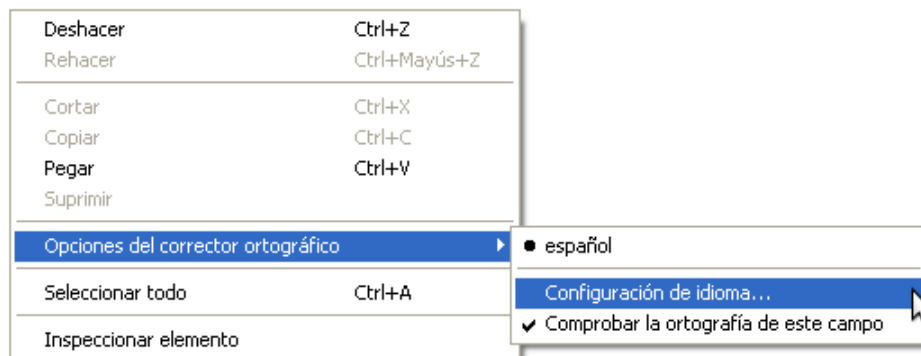 Deshacer Ctrl+Z
Rehacer Ctrl+Mayús+Z
Cortar Ctrl+X
Copiar Ctrl+C
Pegar Ctrl+V
Suprimir
Opciones del corrector ortográfico
español
Seleccionar todo Ctrl+A
Configuración de idioma...
Comprobar la ortografía de este campo
Inspeccionar elemento